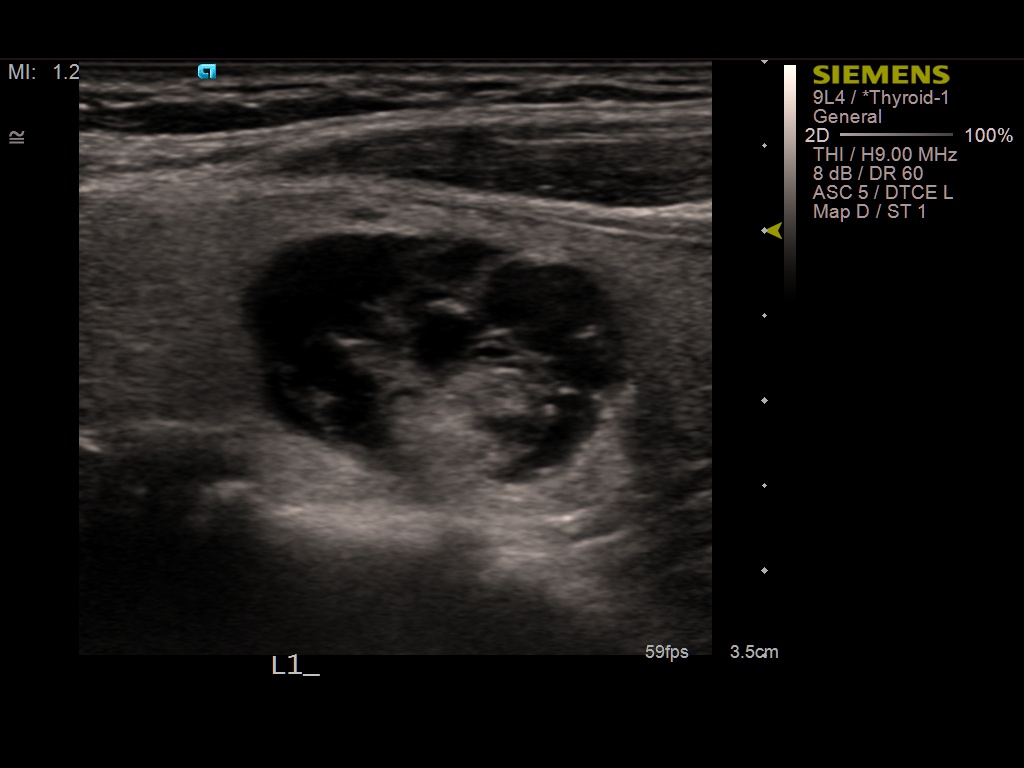 MI: 1.2
SIEMENS
9L4 / *Thyroid-1
General
2D 100%
THI / H9.00 MHz
8 dB / DR 60
ASC 5 / DTCE L
Map D / ST 1
59fps 3.5cm
L1_